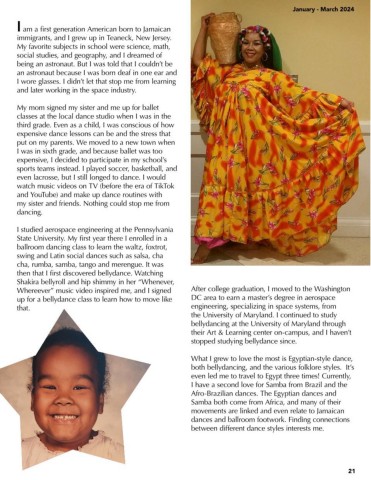 January - March 2024
I am a first generation American born to Jamaican
immigrants, and I grew up in Teaneck, New Jersey.
My favorite subjects in school were science, math,
social studies, and geography, and I dreamed of
being an astronaut. But I was told that I couldn't be
an astronaut because I was born deaf in one ear and
I wore glasses. I didn't let that stop me from learning
and later working in the space industry.
My mom signed my sister and me up for ballet
classes at the local dance studio when I was in the
third grade. Even as a child, I was conscious of how
expensive dance lessons can be and the stress that
put on my parents. We moved to a new town when
I was in sixth grade, and because ballet was too
expensive, I decided to participate in my school's
sports teams instead. I played soccer, basketball, and
even lacrosse, but I still longed to dance. I would
watch music videos on TV (before the era of TikTok
and YouTube) and make up dance routines with
my sister and friends. Nothing could stop me from
dancing.
I studied aerospace engineering at the Pennsylvania
State University. My first year there I enrolled in a
ballroom dancing class to learn the waltz, foxtrot,
swing and Latin social dances such as salsa, cha
cha, rumba, samba, tango and merengue. It was
then that I first discovered bellydance. Watching
Shakira bellyroll and hip shimmy in her "Whenever,
Whereever" music video inspired me, and I signed
up for a bellydance class to learn how to move like
that.
After college graduation, I moved to the Washington
DC area to earn a master's degree in aerospace
engineering, specializing in space systems, from
the University of Maryland. I continued to study
bellydancing at the University of Maryland through
their Art & Learning center on-campus, and I haven't
stopped studying bellydance since.
What I grew to love the most is Egyptian-style dance,
both bellydancing, and the various folklore styles. It's
even led me to travel to Egypt three times! Currently,
I have a second love for Samba from Brazil and the
Afro-Brazilian dances. The Egyptian dances and
Samba both come from Africa, and many of their
movements are linked and even relate to Jamaican
dances and ballroom footwork. Finding connections
between different dance styles interests me.
21